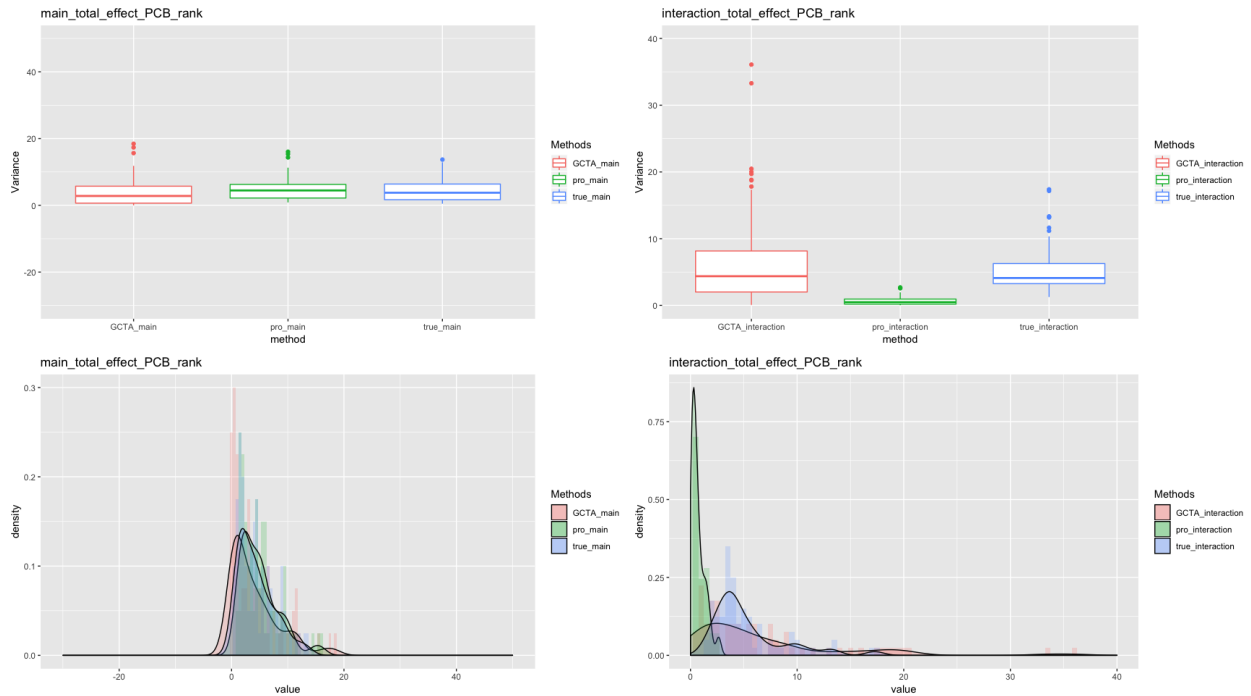 main_total_effect_PCB_rank
40
20
0
-20
Variance
GCTA_main
pro_main
true_main
method
Methods
GCTA_main
pro_main
true_main
interaction_total_effect_PCB_rank
40
30
20
10
0
Variance
GCTA_interaction
pro_interaction
true_interaction
method
Methods
GCTA_interaction
pro_interaction
true_interaction
main_total_effect_PCB_rank
0.3
0.2
0.1
0.0
density
-20
0
20
40
value
Methods
GCTA_main
pro_main
true_main
interaction_total_effect_PCB_rank
0.75
0.50
0.25
0.00
density
0
10
20
30
40
value
Methods
GCTA_interaction
pro_interaction
true_interaction